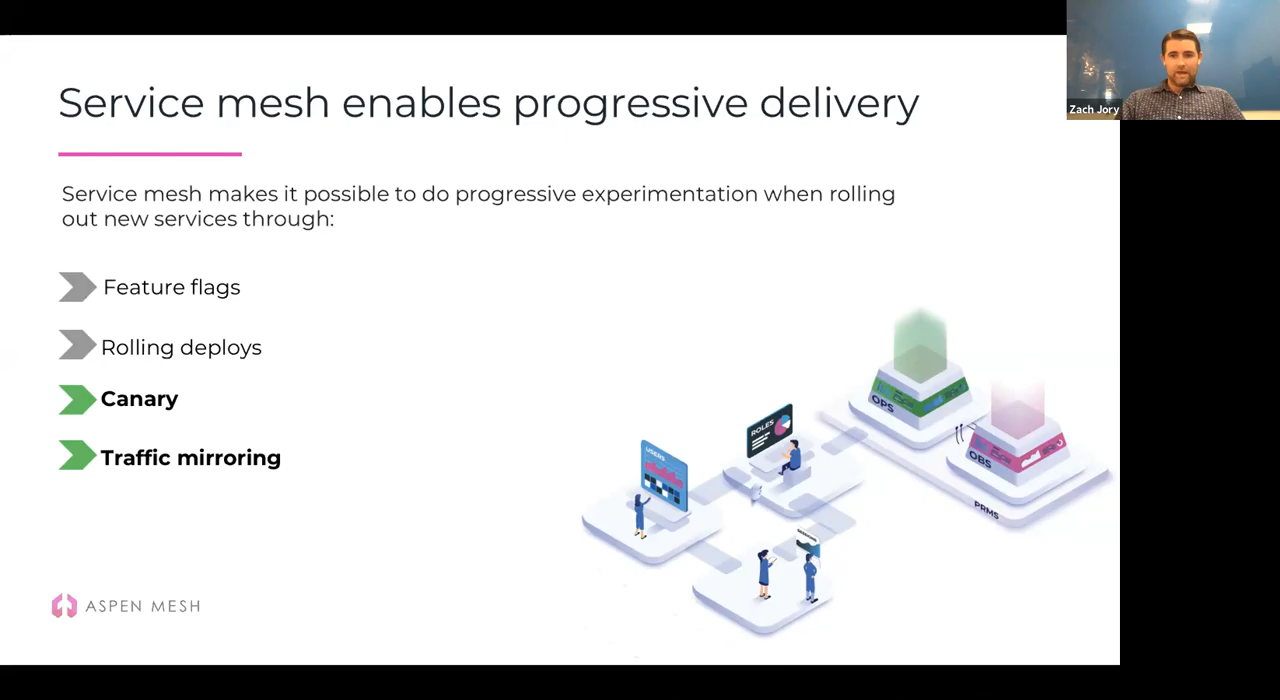 Service mesh enables progressive delivery
Zach Jory
Service mesh makes it possible to do progressive experimentation when rolling
out new services through:
Feature flags
Rolling deploys
Canary
Traffic mirroring
OPS
ROLES
OBS
USERS
PRMS
ASPEN MESH